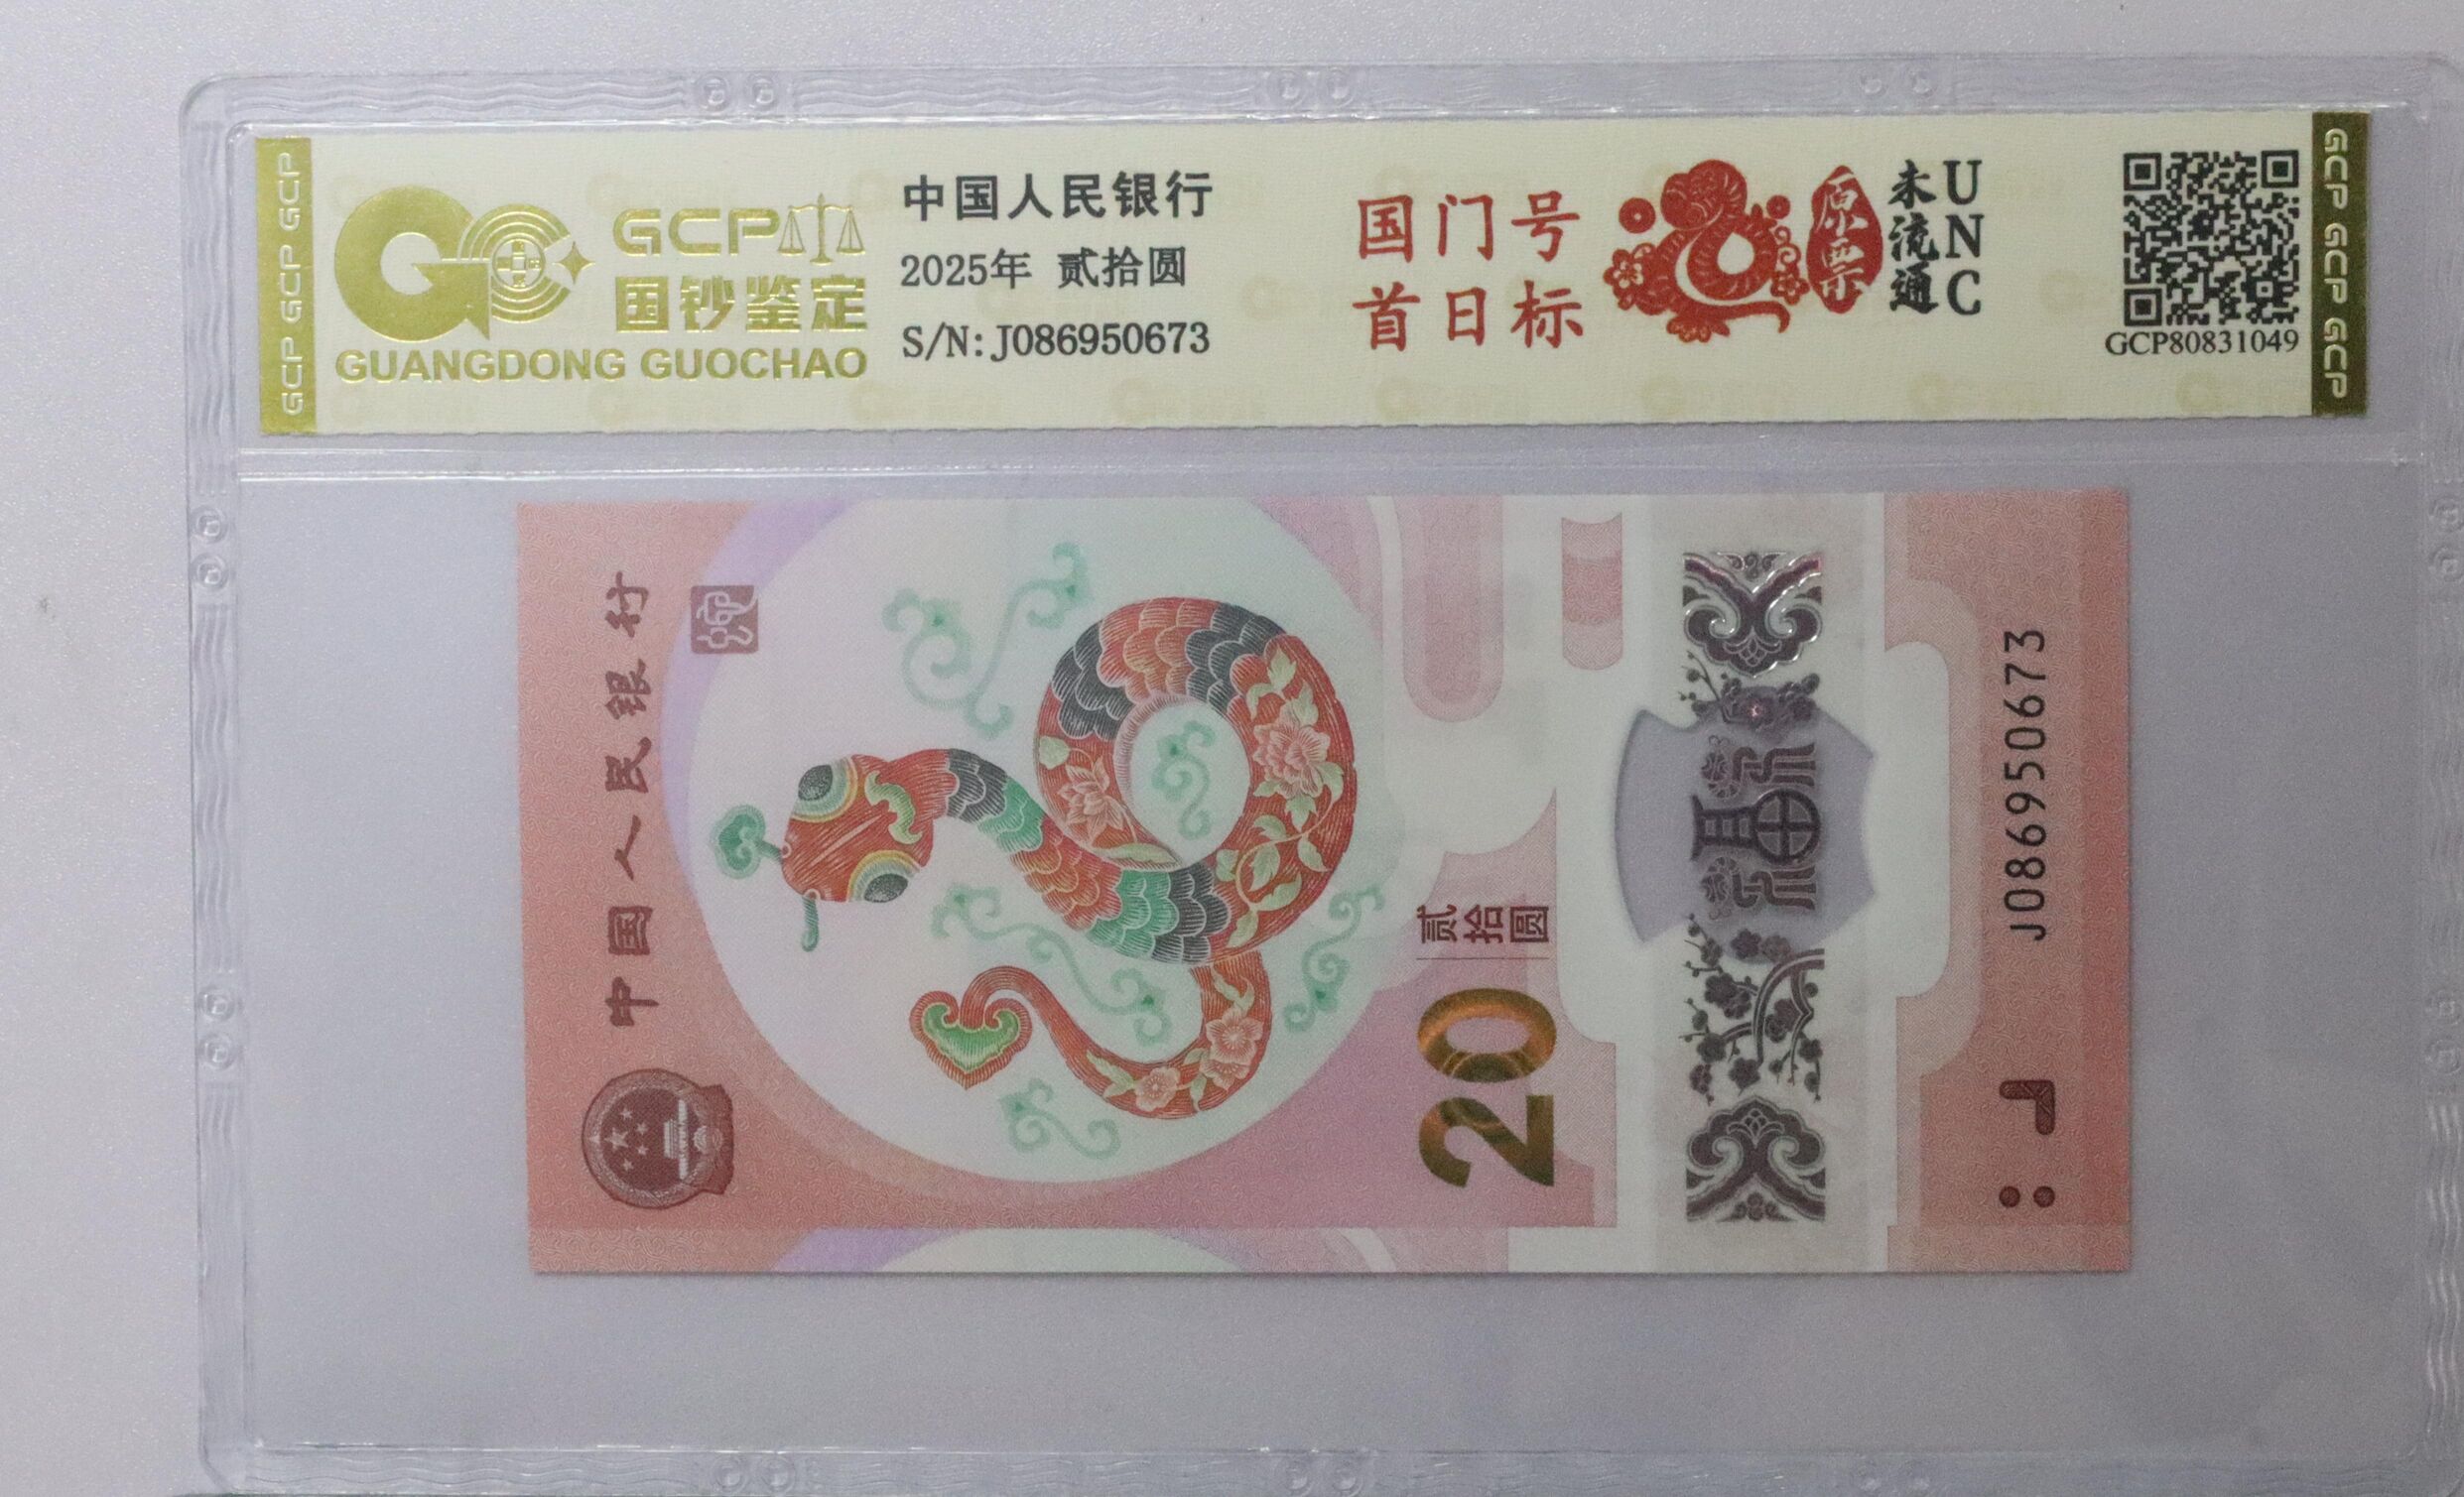 GCP GCP GCP
GCP
国钞鉴定
GUANGDONG GUOCHAO
中国人民银行
2025年 贰拾圆
S/N:J086950673
国门号
首日标
原票
未流通
UNC
GCP80831049
GCP GCP GCP
中国人民银行
贰拾圆
20
福
J086950673